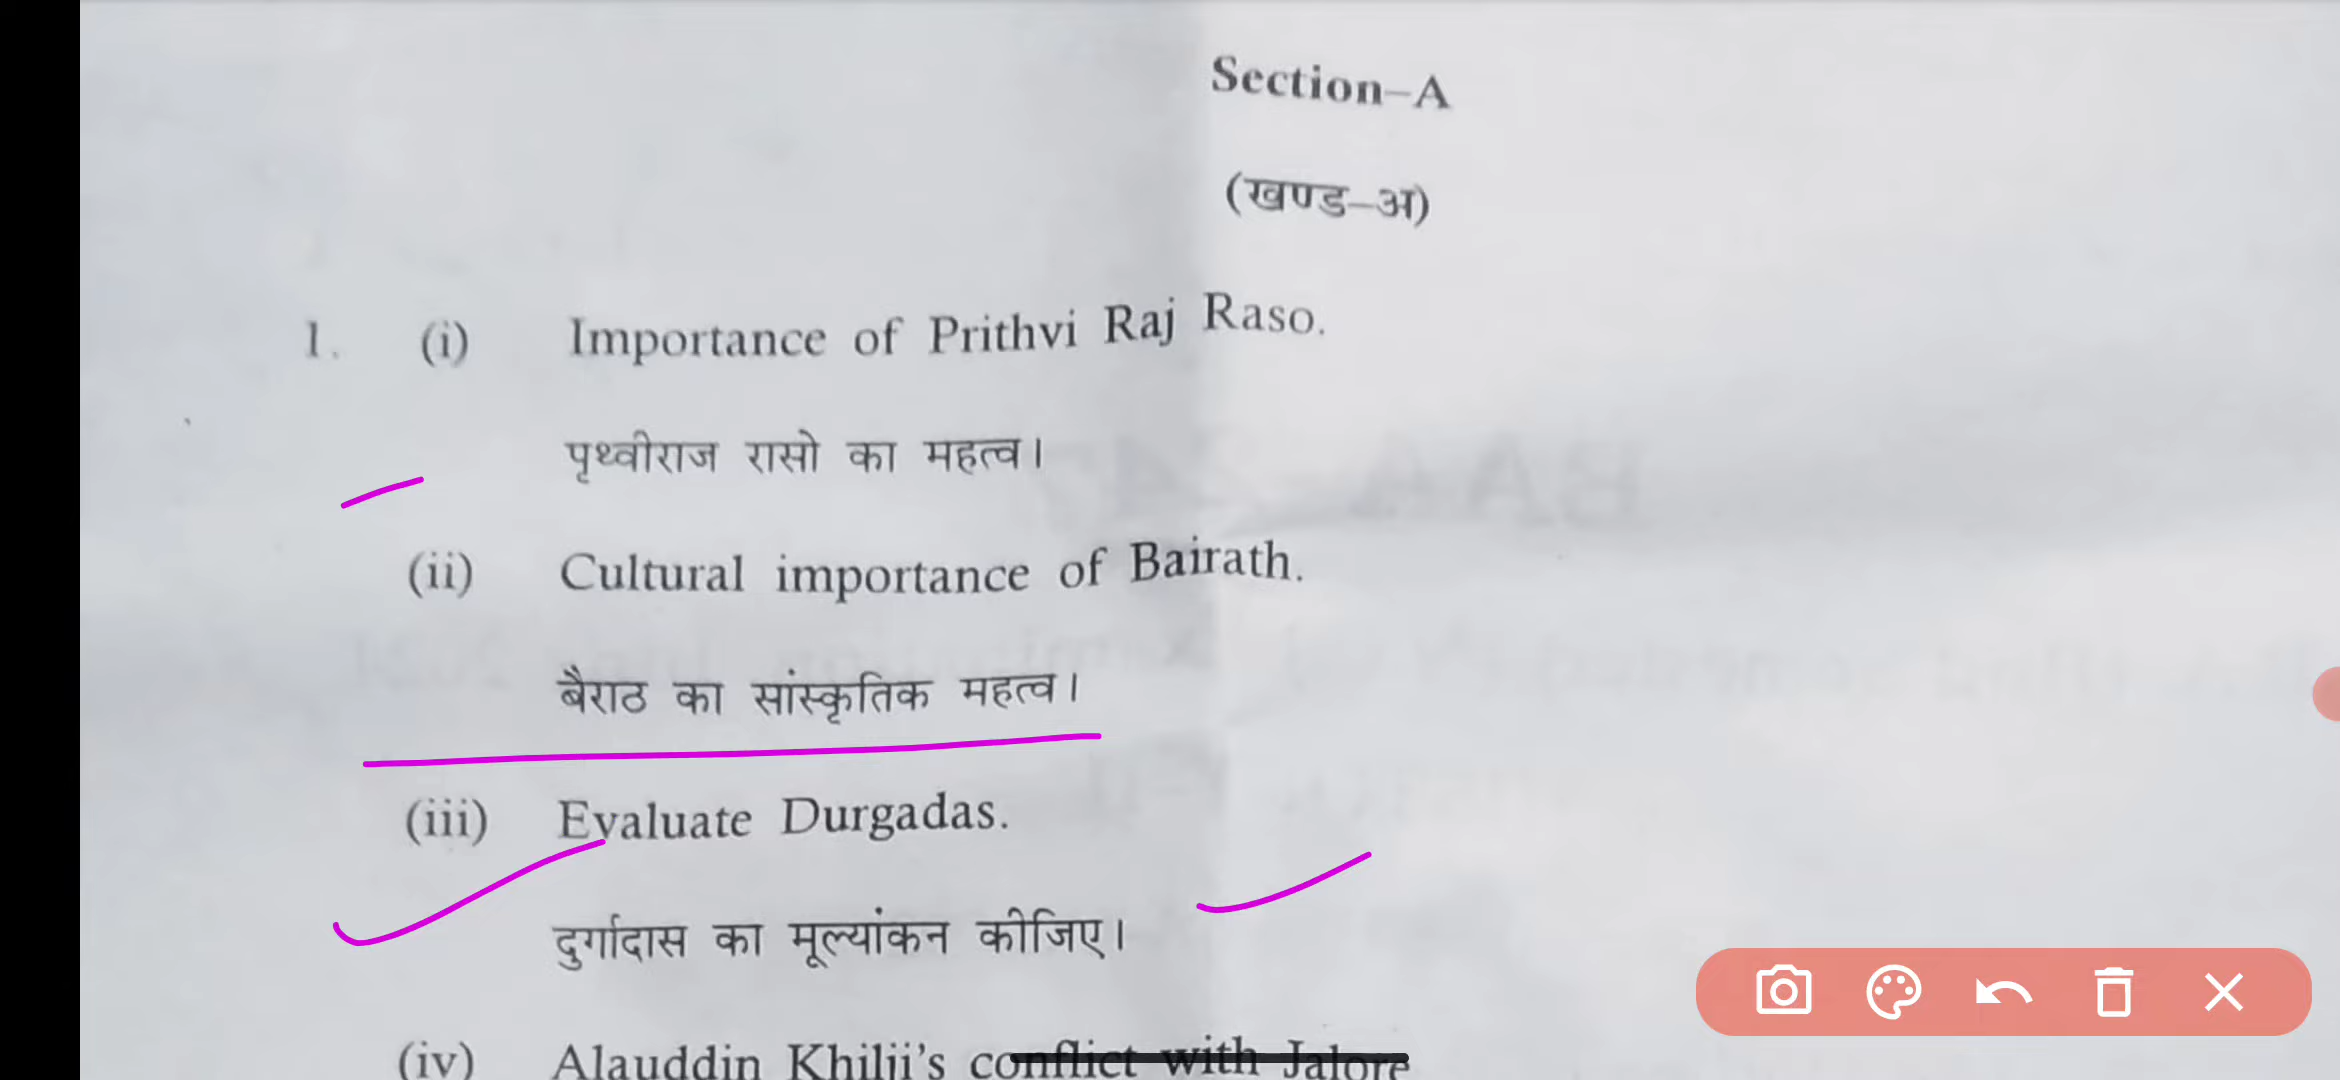 Section–A
(खण्ड–अ)
1. (i) Importance of Prithvi Raj Raso.
पृथ्वीराज रासो का महत्व।
(ii) Cultural importance of Bairath.
बैराठ का सांस्कृतिक महत्व।
(iii) Evaluate Durgadas.
दुर्गादास का मूल्यांकन कीजिए।
(iv) Alauddin Khilji's conflict with Jalore